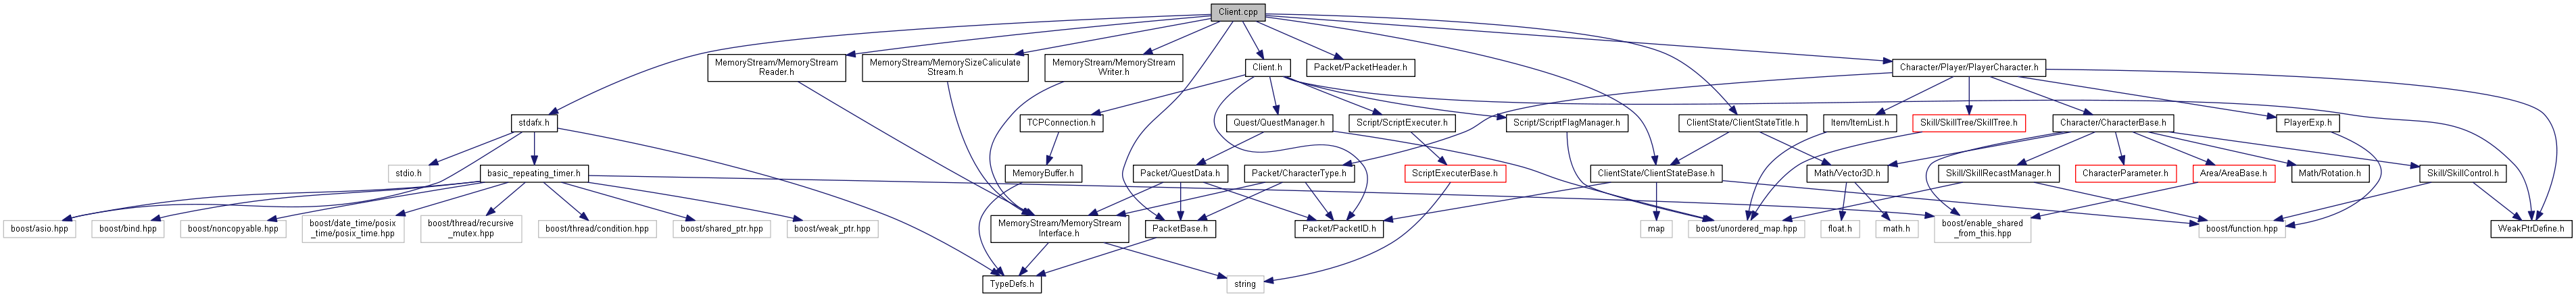 Client.cpp
MemoryStream/MemoryStream
Reader.h
MemoryStream/MemorySizeCaliculate
Stream.h
MemoryStream/MemoryStream
Writer.h
Client.h
Packet/PacketHeader.h
Character/Player/PlayerCharacter.h
stdafx.h
TCPConnection.h
Quest/QuestManager.h
Script/ScriptExecuter.h
Script/ScriptFlagManager.h
ClientState/ClientStateTitle.h
Item/ItemList.h
Skill/SkillTree/SkillTree.h
Character/CharacterBase.h
PlayerExp.h
stdio.h
basic_repeating_timer.h
MemoryBuffer.h
Packet/QuestData.h
Packet/CharacterType.h
ScriptExecuterBase.h
ClientState/ClientStateBase.h
Math/Vector3D.h
Skill/SkillRecastManager.h
CharacterParameter.h
Area/AreaBase.h
Math/Rotation.h
Skill/SkillControl.h
boost/asio.hpp
boost/bind.hpp
boost/noncopyable.hpp
boost/date_time/posix
_time/posix_time.hpp
boost/thread/recursive
_mutex.hpp
boost/thread/condition.hpp
boost/shared_ptr.hpp
boost/weak_ptr.hpp
MemoryStream/MemoryStream
Interface.h
PacketBase.h
Packet/PacketID.h
map
boost/unordered_map.hpp
float.h
math.h
boost/enable_shared
_from_this.hpp
boost/function.hpp
WeakPtrDefine.h
TypeDefs.h
string